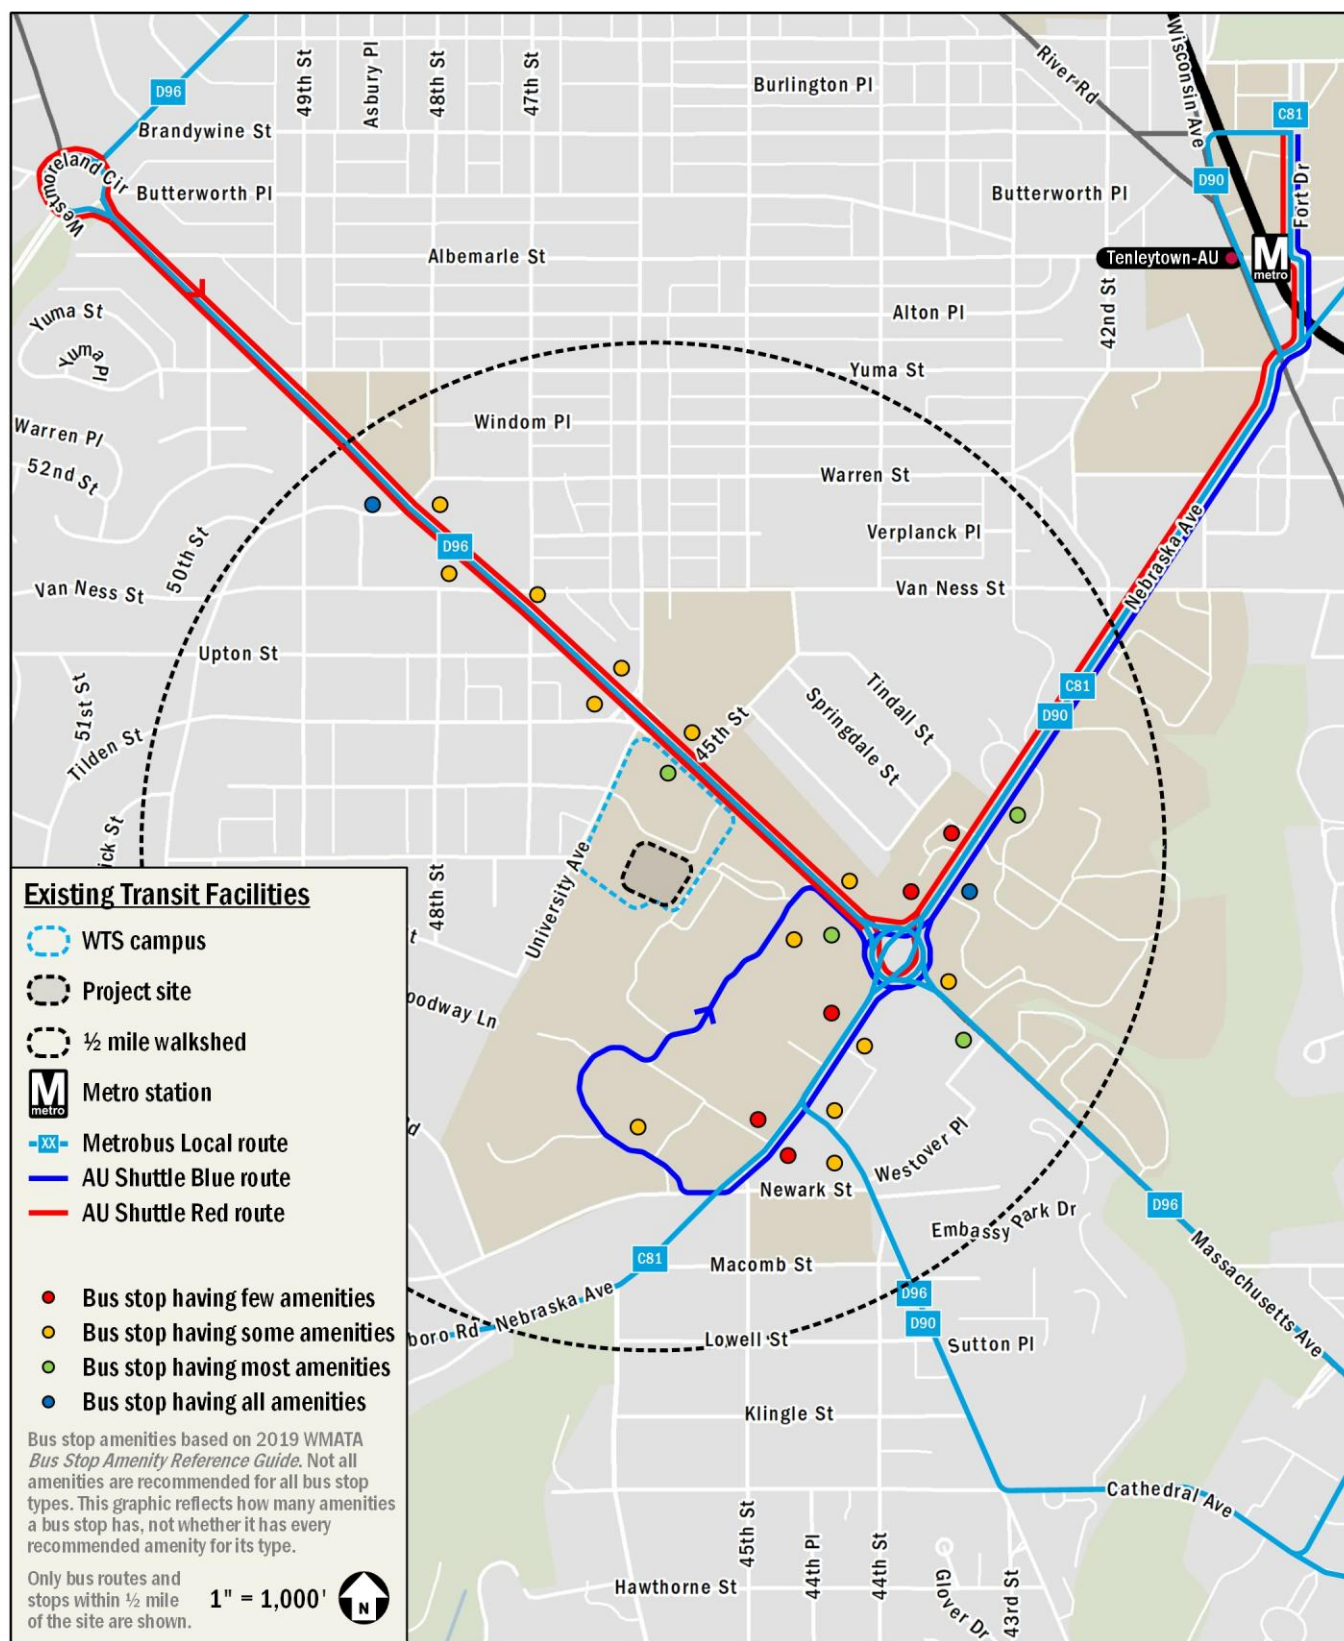 49th St
Asbury Pl
48th St
47th St
Burlington Pl
River Rd
Wisconsin Ave
D96
C81
Brandywine St
Westmoreland Cir
Butterworth Pl
Butterworth Pl
D90
Fort Dr
Albemarle St
Tenleytown-AU
M
metro
Yuma St
Alton Pl
42nd St
Yuma Pl
Yuma St
Warren Pl
Windom Pl
52nd St
Warren St
Verplanck Pl
D96
50th St
Nebraska Ave
Van Ness St
Van Ness St
Upton St
51st St
Tindall St
C81
D90
Springdale St
45th St
Tilden St
ick St
University Ave
48th St
t
oodway Ln
d
Westover Pl
Newark St
D96
Embassy Park Dr
C81
Macomb St
Massachusetts Ave
D96
D90
Nebraska Ave
boro Rd
Lowell St
Sutton Pl
Klingle St
Cathedral Ave
45th St
44th Pl
44th St
Glover Dr
43rd St
Hawthorne St
Existing Transit Facilities
WTS campus
Project site
½ mile walkshed
M
metro
Metro station
XX
Metrobus Local route
AU Shuttle Blue route
AU Shuttle Red route
Bus stop having few amenities
Bus stop having some amenities
Bus stop having most amenities
Bus stop having all amenities
Bus stop amenities based on 2019 WMATA
Bus Stop Amenity Reference Guide. Not all
amenities are recommended for all bus stop
types. This graphic reflects how many amenities
a bus stop has, not whether it has every
recommended amenity for its type.
Only bus routes and
stops within ½ mile
of the site are shown.
1" = 1,000'
N